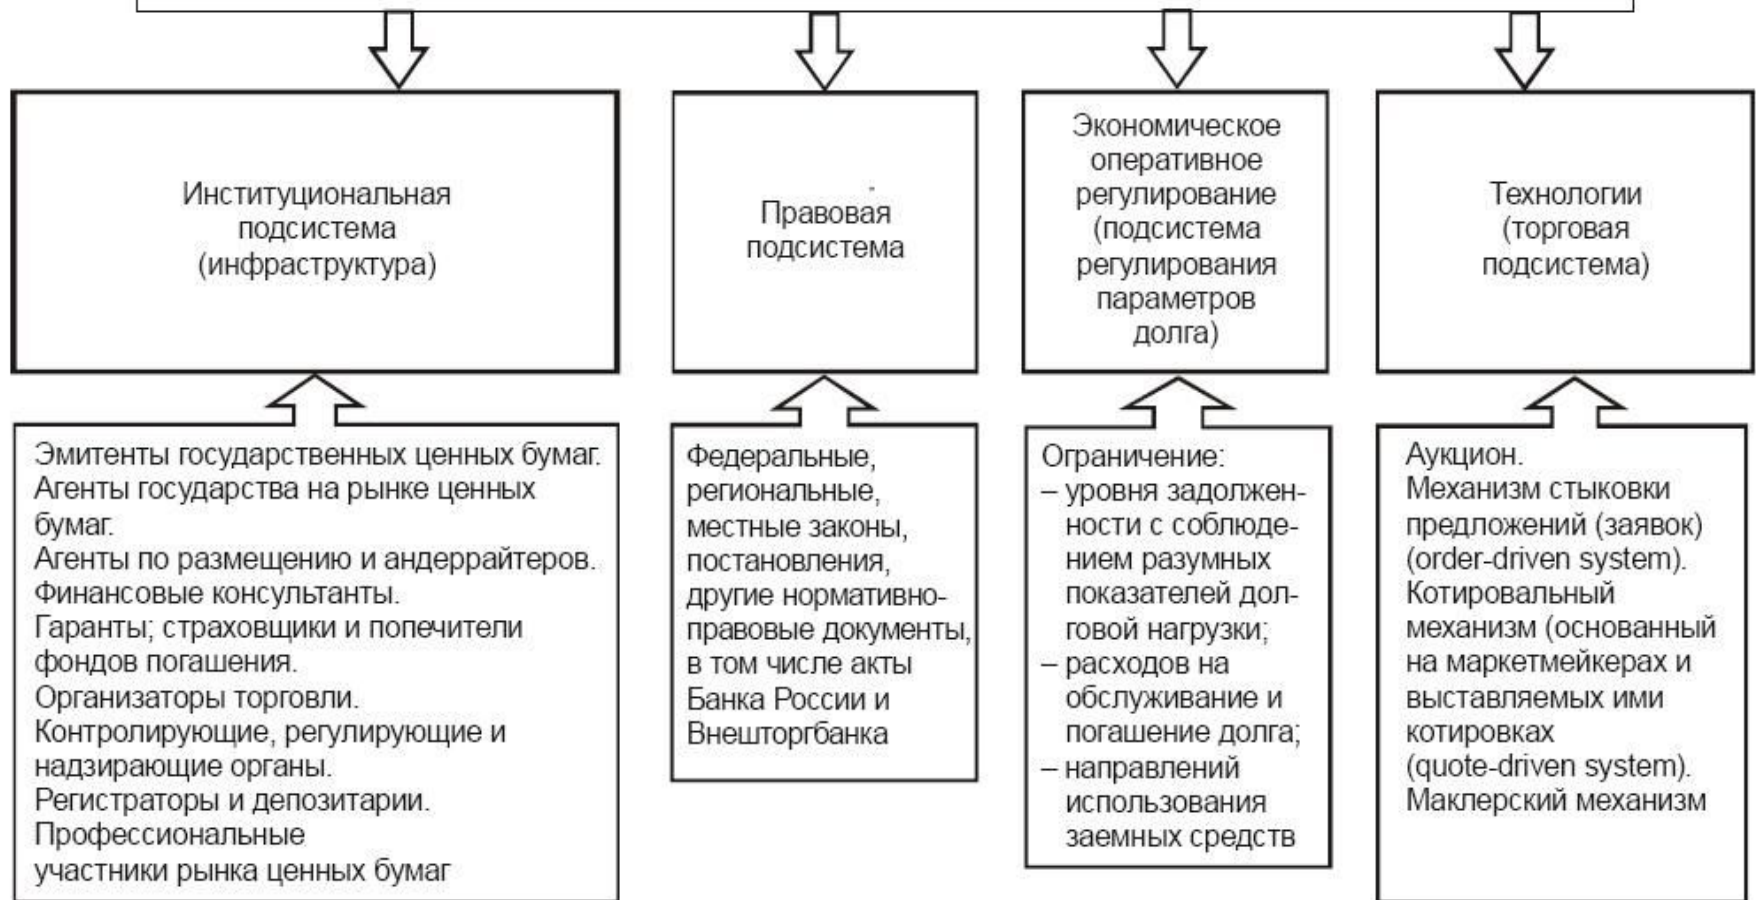 Институциональная
подсистема
(инфраструктура)
Правовая
подсистема
Экономическое
оперативное
регулирование
(подсистема
регулирования
параметров
долга)
Технологии
(торговая
подсистема)
Эмитенты государственных ценных бумаг.
Агенты государства на рынке ценных
бумаг.
Агенты по размещению и андеррайтеров.
Финансовые консультанты.
Гаранты; страховщики и попечители
фондов погашения.
Организаторы торговли.
Контролирующие, регулирующие и
надзирающие органы.
Регистраторы и депозитарии.
Профессиональные
участники рынка ценных бумаг
Федеральные,
региональные,
местные законы,
постановления,
другие нормативно-
правовые документы,
в том числе акты
Банка России и
Внешторгбанка
Ограничение:
– уровня задолжен-
ности с соблюде-
нием разумных
показателей дол-
говой нагрузки;
– расходов на
обслуживание и
погашение долга;
– направлений
использования
заемных средств
Аукцион.
Механизм стыковки
предложений (заявок)
(order-driven system).
Котировальный
механизм (основанный
на маркетмейкерах и
выставляемых ими
котировках
(quote-driven system).
Маклерский механизм